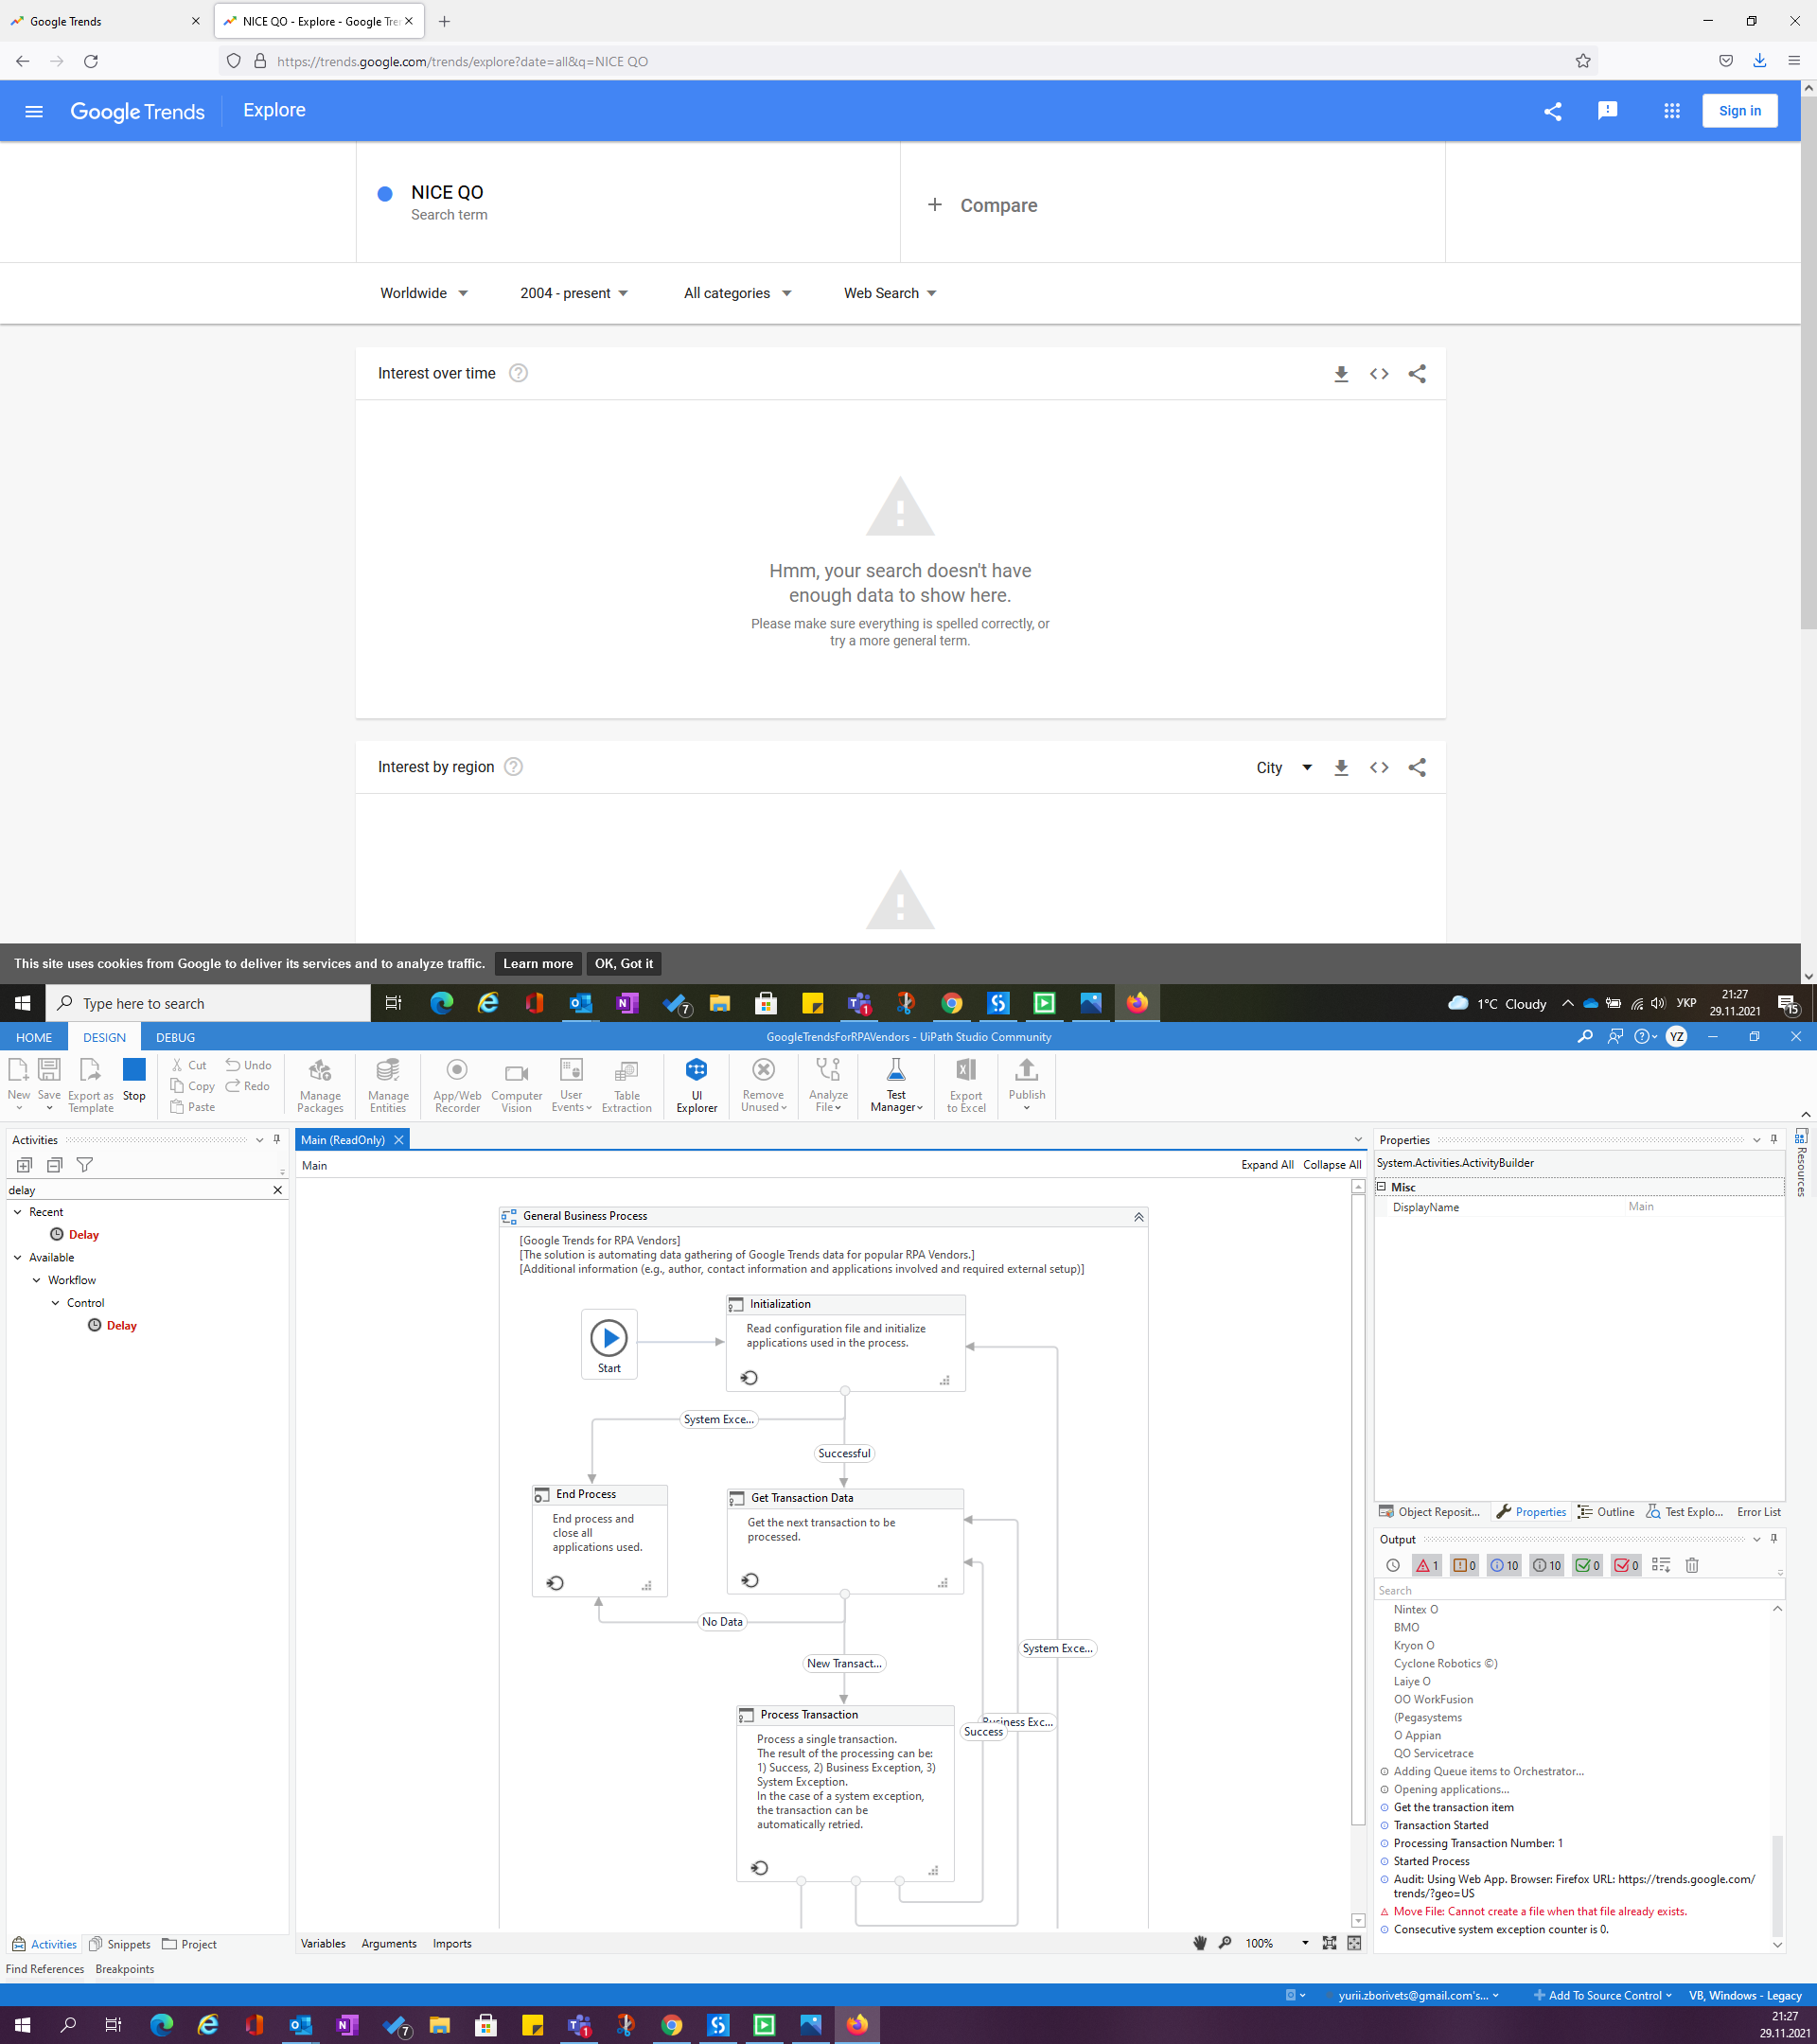 Google Trends
NICE QO - Explore - Google Tre
https://trends.google.com/trends/explore?date=all&q=NICE QO
Google Trends
Explore
Sign in
NICE QO
Search term
+ Compare
Worldwide
2004 - present
All categories
Web Search
Interest over time
Hmm, your search doesn't have
enough data to show here.
Please make sure everything is spelled correctly, or
try a more general term.
Interest by region
City
This site uses cookies from Google to deliver its services and to analyze traffic.
Learn more
OK, Got it
Type here to search
7
1
1°C Cloudy
УКР
21:27
29.11.2021
15
HOME
DESIGN
DEBUG
GoogleTrendsForRPAVendors - UiPath Studio Community
YZ
New
Save
Export as
Template
Stop
Cut
Copy
Paste
Undo
Redo
Manage
Packages
Manage
Entities
App/Web
Recorder
Computer
Vision
User
Events
Table
Extraction
UI
Explorer
Remove
Unused
Analyze
File
Test
Manager
Export
to Excel
Publish
Activities
delay
Recent
Delay
Available
Workflow
Control
Delay
Main (ReadOnly)
Main
Expand All
Collapse All
General Business Process
[Google Trends for RPA Vendors]
[The solution is automating data gathering of Google Trends data for popular RPA Vendors.]
[Additional information (e.g., author, contact information and applications involved and required external setup)]
Start
Initialization
Read configuration file and initialize
applications used in the process.
System Exce...
Successful
End Process
End process and
close all
applications used.
Get Transaction Data
Get the next transaction to be
processed.
No Data
New Transact...
System Exce...
Business Exc...
Success
Process Transaction
Process a single transaction.
The result of the processing can be:
1) Success, 2) Business Exception, 3)
System Exception.
In the case of a system exception,
the transaction can be
automatically retried.
Properties
System.Activities.ActivityBuilder
Misc
DisplayName
Main
Resources
Object Reposit...
Properties
Outline
Test Explo...
Error List
Output
1
0
10
10
0
0
Search
Nintex O
BMO
Kryon O
Cyclone Robotics ©)
Laiye O
OO WorkFusion
(Pegasystems
O Appian
QO Servicetrace
Adding Queue items to Orchestrator...
Opening applications...
Get the transaction item
Transaction Started
Processing Transaction Number: 1
Started Process
Audit: Using Web App. Browser: Firefox URL: https://trends.google.com/
trends/?geo=US
Move File: Cannot create a file when that file already exists.
Consecutive system exception counter is 0.
Activities
Snippets
Project
Variables
Arguments
Imports
100%
Find References
Breakpoints
yurii.zborivets@gmail.com's...
Add To Source Control
VB, Windows - Legacy
7
1
21:27
29.11.2021